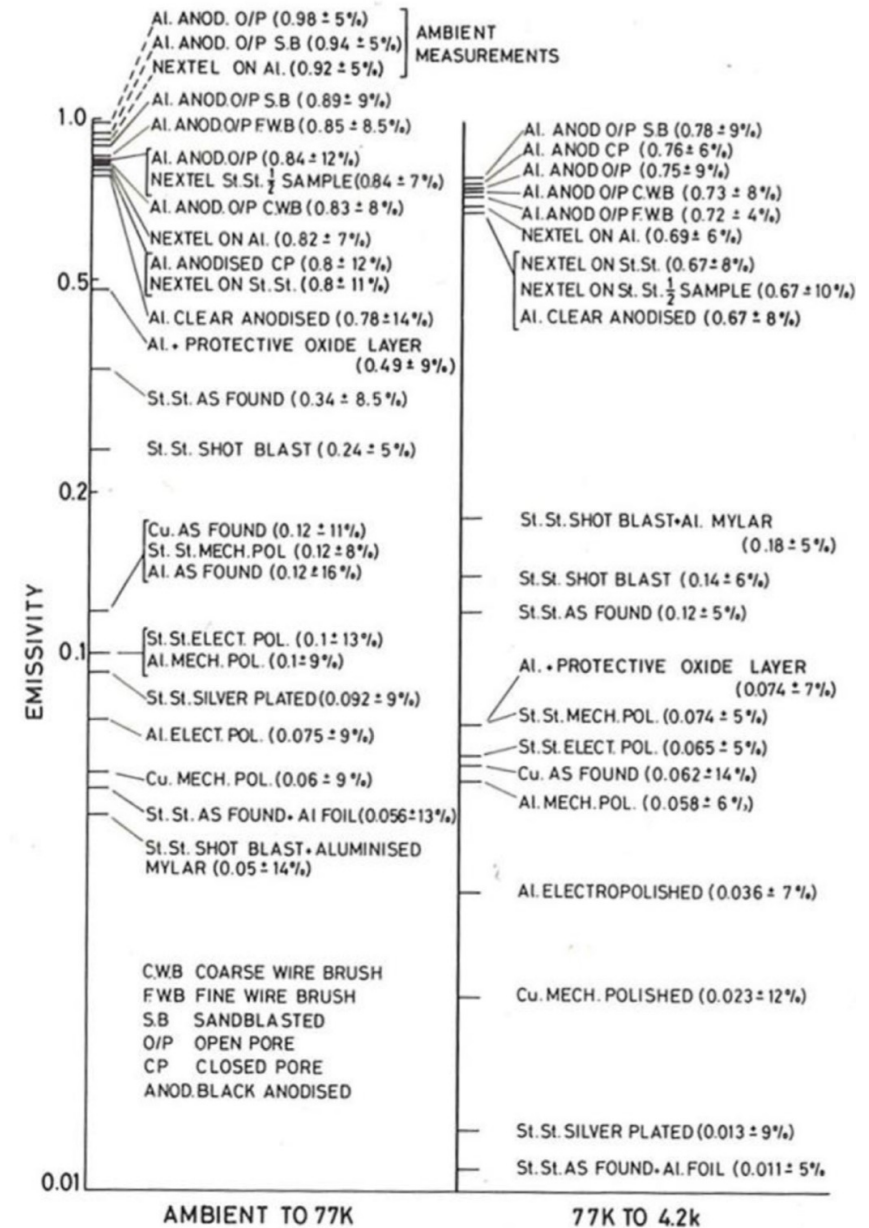 Al. ANOD. O/P (0.98 ± 5%)
Al. ANOD. O/P S.B (0.94 ± 5%)
NEXTEL ON Al. (0.92 ± 5%)
AMBIENT
MEASUREMENTS
Al. ANOD.O/P S.B (0.89 ± 9%)
Al. ANOD.O/P F.W.B (0.85 ± 8.5%)
Al. ANOD.O/P (0.84 ± 12%)
NEXTEL St.St. ½ SAMPLE (0.84 ± 7%)
Al. ANOD. O/P C.W.B (0.83 ± 8%)
NEXTEL ON Al. (0.82 ± 7%)
Al. ANODISED CP (0.8 ± 12%)
NEXTEL ON St.St. (0.8 ± 11%)
Al. CLEAR ANODISED (0.78 ± 14%)
Al. + PROTECTIVE OXIDE LAYER
(0.49 ± 9%)
St.St. AS FOUND (0.34 ± 8.5%)
St. St. SHOT BLAST (0.24 ± 5%)
Cu. AS FOUND (0.12 ± 11%)
St. St. MECH. POL (0.12 ± 8%)
Al. AS FOUND (0.12 ± 16%)
St.St. ELECT. POL. (0.1 ± 13%)
Al. MECH. POL. (0.1 ± 9%)
St.St. SILVER PLATED (0.092 ± 9%)
Al. ELECT. POL. (0.075 ± 9%)
Cu. MECH. POL. (0.06 ± 9%)
St.St. AS FOUND + Al FOIL (0.056 ± 13%)
St.St. SHOT BLAST + ALUMINISED
MYLAR (0.05 ± 14%)
C.W.B COARSE WIRE BRUSH
F.W.B FINE WIRE BRUSH
S.B SANDBLASTED
O/P OPEN PORE
CP CLOSED PORE
ANOD. BLACK ANODISED
1.0
0.5
0.2
0.1
0.01
EMISSIVITY
AMBIENT TO 77K
Al. ANOD O/P S.B (0.78 ± 9%)
Al. ANOD CP (0.76 ± 6%)
Al. ANOD O/P (0.75 ± 9%)
Al. ANOD O/P C.W.B (0.73 ± 8%)
Al. ANOD O/P F.W.B (0.72 ± 4%)
NEXTEL ON Al. (0.69 ± 6%)
NEXTEL ON St.St. (0.67 ± 8%)
NEXTEL ON St. St. ½ SAMPLE (0.67 ± 10%)
Al. CLEAR ANODISED (0.67 ± 8%)
St.St. SHOT BLAST + Al. MYLAR
(0.18 ± 5%)
St.St. SHOT BLAST (0.14 ± 6%)
St.St. AS FOUND (0.12 ± 5%)
Al. + PROTECTIVE OXIDE LAYER
(0.074 ± 7%)
St.St. MECH. POL. (0.074 ± 5%)
St.St. ELECT. POL. (0.065 ± 5%)
Cu. AS FOUND (0.062 ± 14%)
Al. MECH. POL. (0.058 ± 6%)
Al. ELECTROPOLISHED (0.036 ± 7%)
Cu. MECH. POLISHED (0.023 ± 12%)
St.St. SILVER PLATED (0.013 ± 9%)
St.St. AS FOUND + Al. FOIL (0.011 ± 5%
77K TO 4.2k